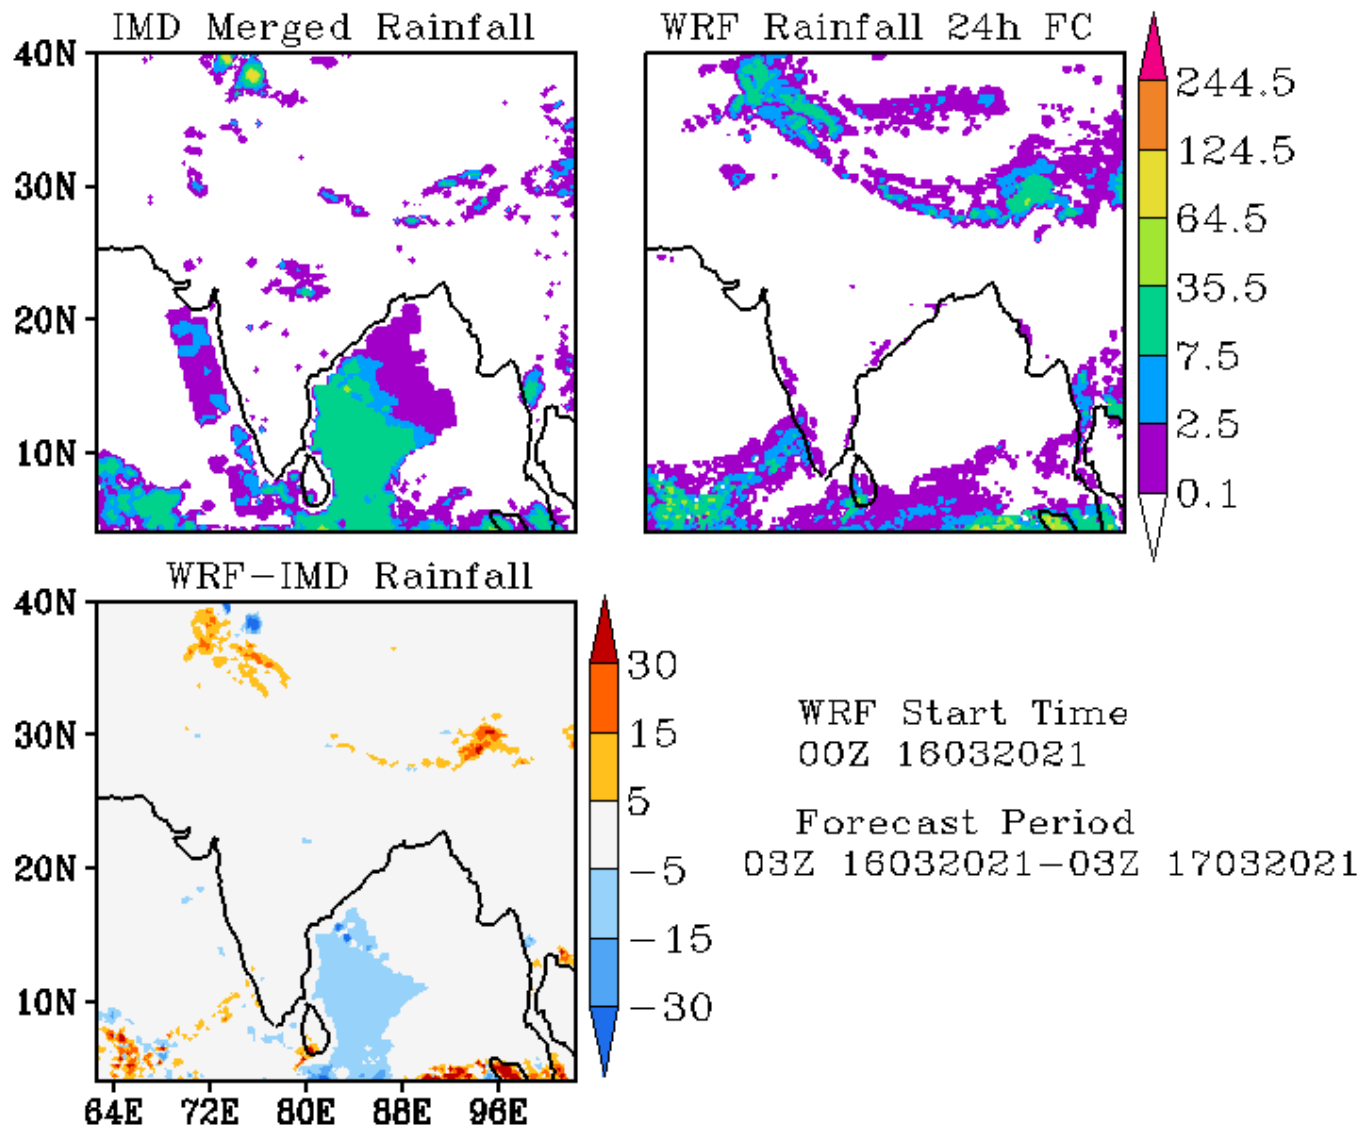 IMD Merged Rainfall
WRF Rainfall 24h FC
40N
30N
20N
10N
244.5
124.5
64.5
35.5
7.5
2.5
0.1
WRF-IMD Rainfall
40N
30N
20N
10N
64E 72E 80E 88E 96E
30
15
5
-5
-15
-30
WRF Start Time
00Z 16032021
Forecast Period
03Z 16032021-03Z 17032021